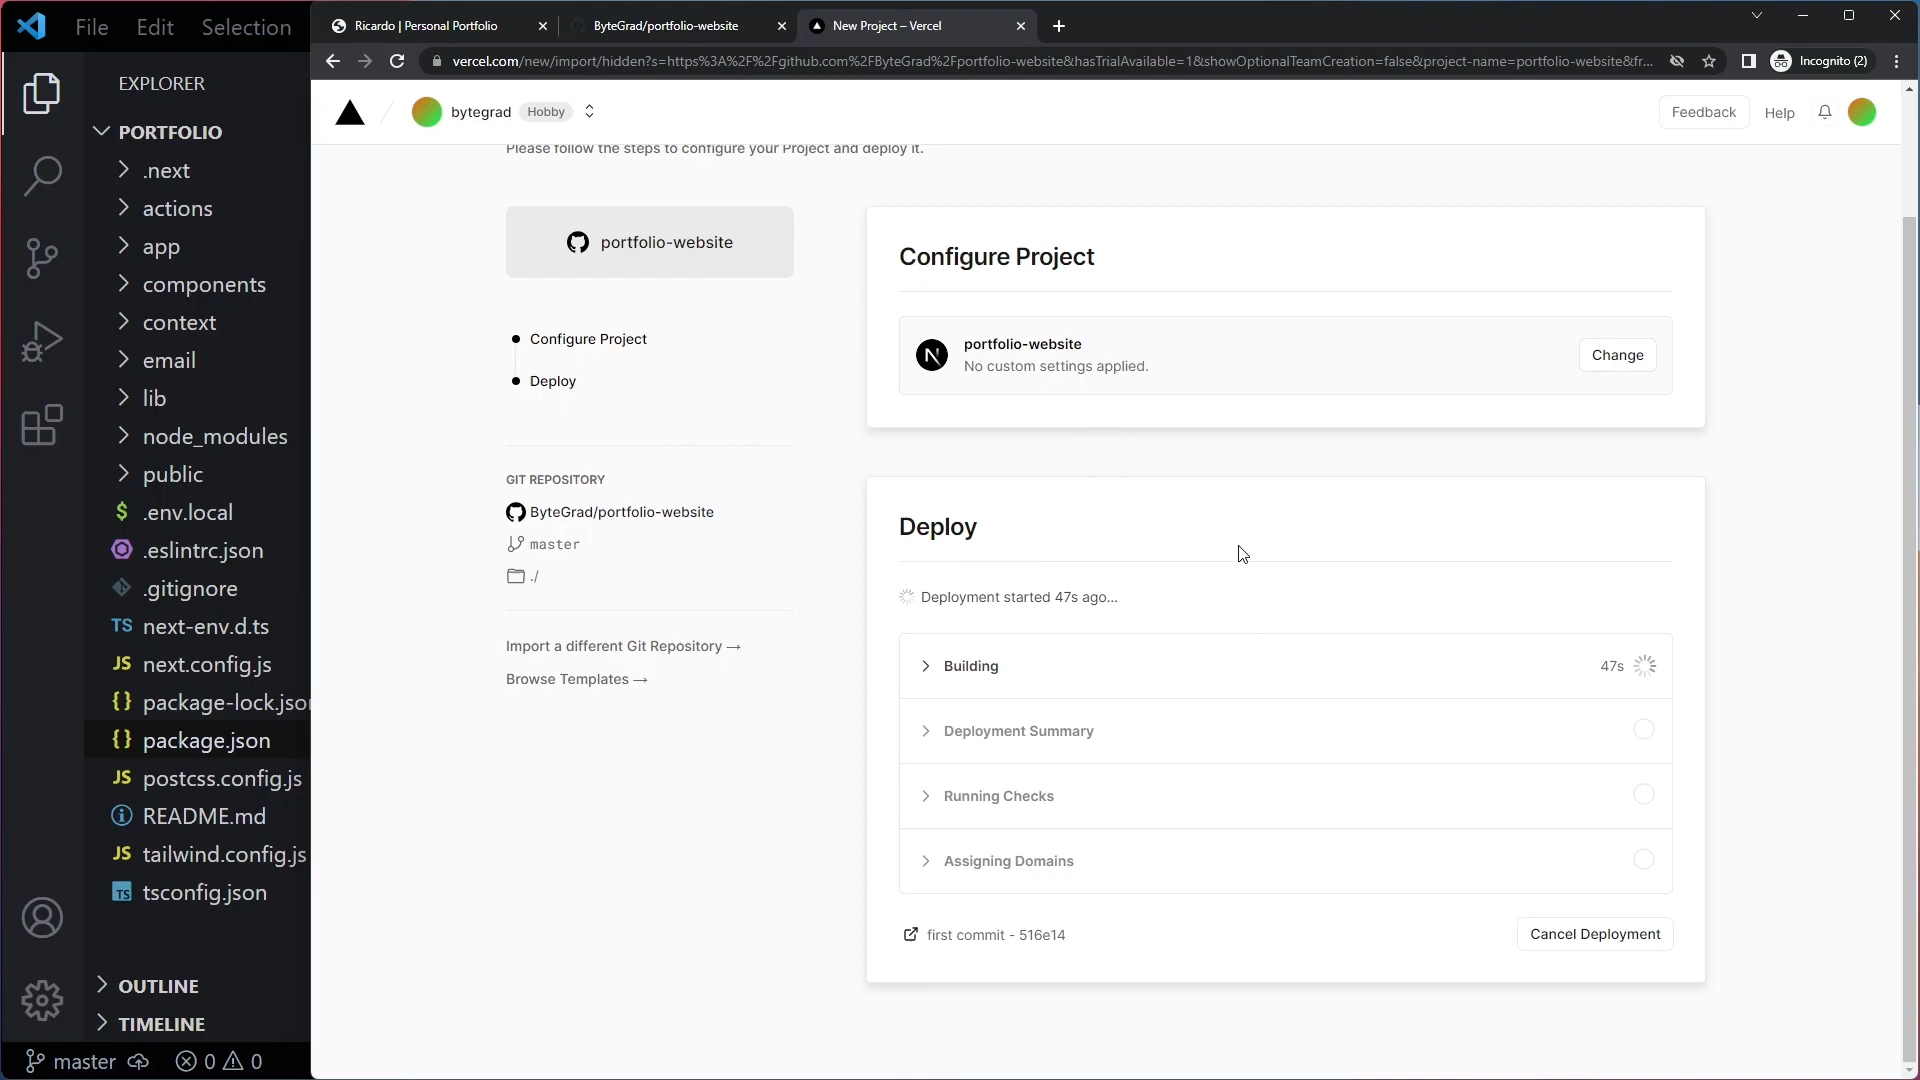 File Edit Selection
Ricardo | Personal Portfolio
ByteGrad/portfolio-website
New Project – Vercel
vercel.com/new/import/hidden?s=https%3A%2F%2Fgithub.com%2FByteGrad%2Fportfolio-website&hasTrialAvailable=1&showOptionalTeamCreation=false&project-name=portfolio-website&fr...
Incognito (2)
EXPLORER
PORTFOLIO
.next
actions
app
components
context
email
lib
node_modules
public
$ .env.local
.eslintrc.json
.gitignore
TS next-env.d.ts
JS next.config.js
{} package-lock.json
{} package.json
JS postcss.config.js
README.md
JS tailwind.config.js
TS tsconfig.json
OUTLINE
TIMELINE
master 0 0
bytegrad Hobby
Feedback Help
Please follow the steps to configure your Project and deploy it.
portfolio-website
Configure Project
Deploy
GIT REPOSITORY
ByteGrad/portfolio-website
master
./
Import a different Git Repository →
Browse Templates →
Configure Project
N
portfolio-website
No custom settings applied.
Change
Deploy
Deployment started 47s ago...
Building 47s
Deployment Summary
Running Checks
Assigning Domains
first commit - 516e14
Cancel Deployment